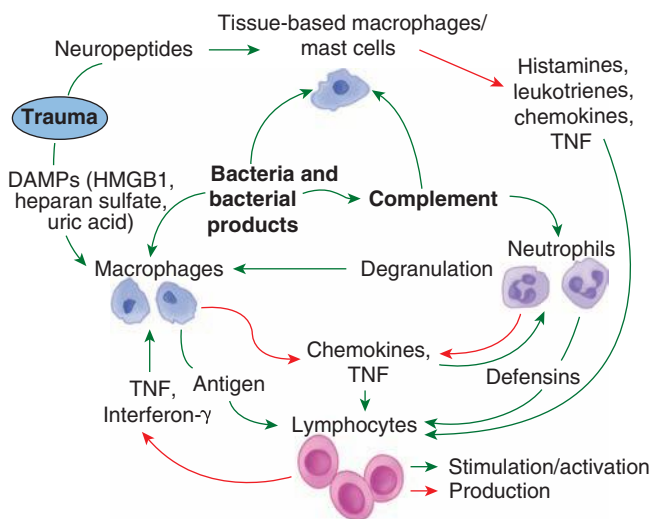 Tissue-based macrophages/
mast cells
Neuropeptides
Histamines,
leukotrienes,
chemokines,
TNF
Trauma
DAMPs (HMGB1,
heparan sulfate,
uric acid)
Bacteria and
bacterial
products
Complement
Neutrophils
Macrophages
Degranulation
Chemokines,
TNF
Defensins
TNF,
Interferon-γ
Antigen
Lymphocytes
Stimulation/activation
Production